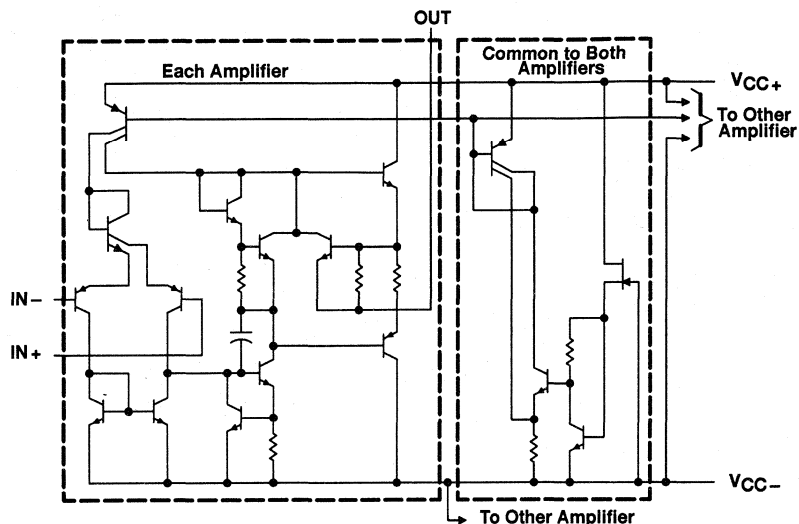 OUT
Each Amplifier
Common to Both
Amplifiers
VCC+
To Other
Amplifier
IN−
IN+
VCC−
To Other Amplifier